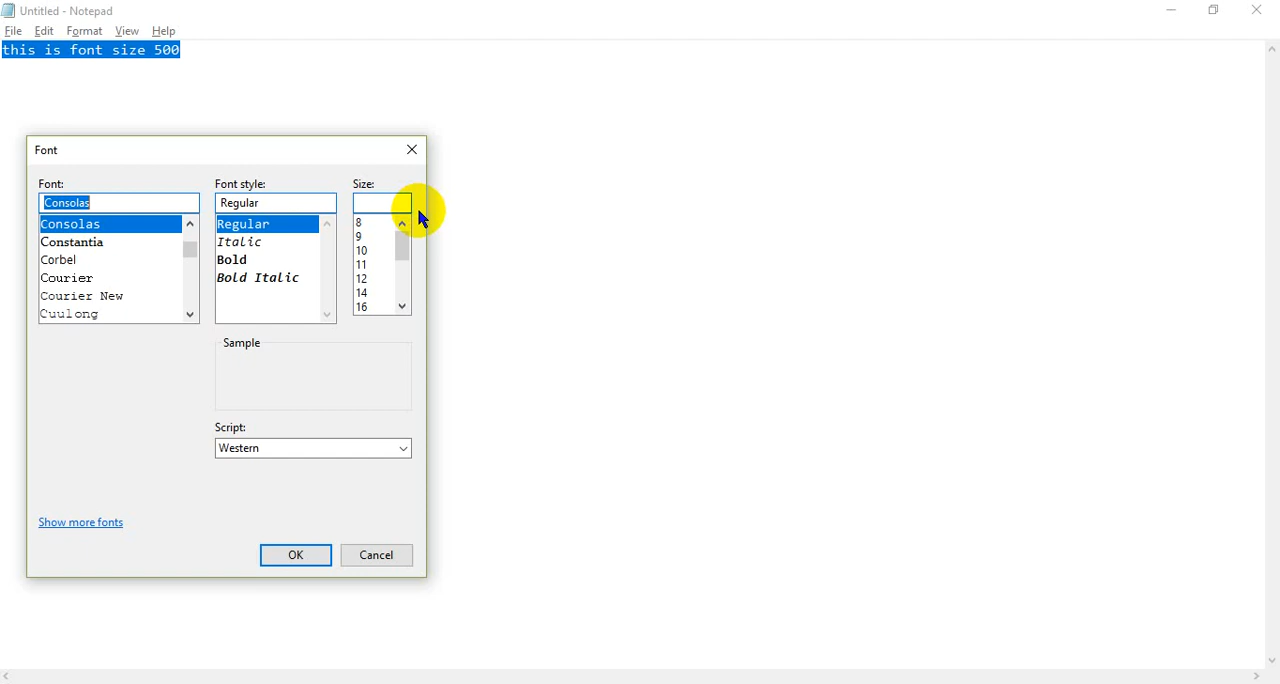 Untitled - Notepad
File Edit Format View Help
this is font size 500
Font
Font: Font style: Size:
Consolas Regular
Consolas Regular 8
Constantia Italic 9
Corbel Bold 10
Courier Bold Italic 11
Courier New 12
Cuulong 14
16
Sample
Script:
Western
Show more fonts
OK Cancel